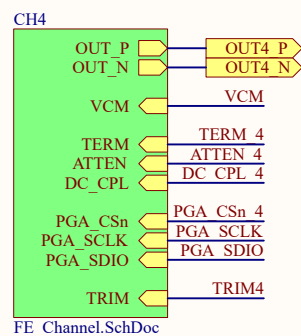 CH4
OUT_P OUT4_P
OUT_N OUT4_N
VCM VCM
TERM TERM_4
ATTEN ATTEN_4
DC_CPL DC_CPL_4
PGA_CSn PGA_CSn_4
PGA_SCLK PGA_SCLK
PGA_SDIO PGA_SDIO
TRIM TRIM4
FE_Channel.SchDoc